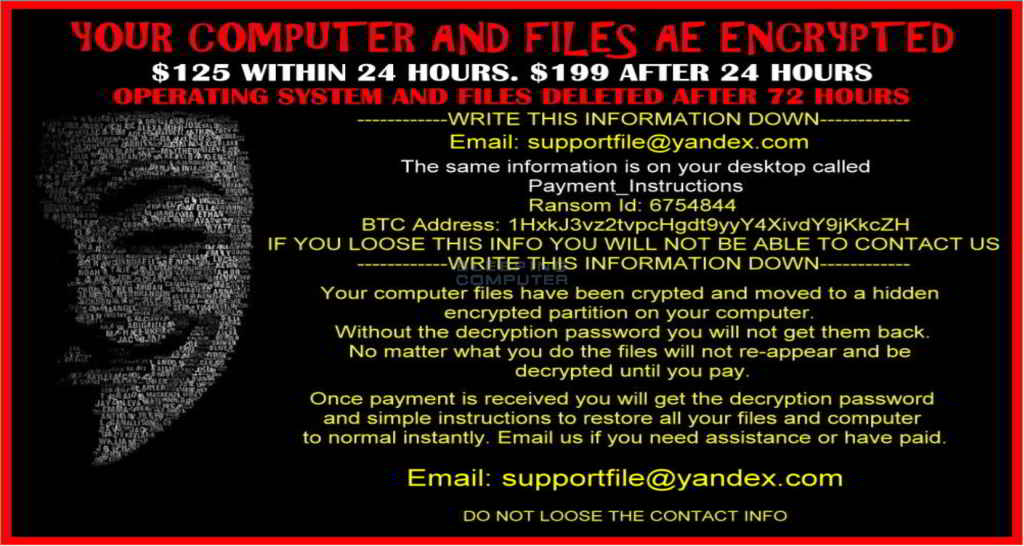 YOUR COMPUTER AND FILES AE ENCRYPTED
$125 WITHIN 24 HOURS. $199 AFTER 24 HOURS
OPERATING SYSTEM AND FILES DELETED AFTER 72 HOURS
------------WRITE THIS INFORMATION DOWN------------
Email: supportfile@yandex.com
The same information is on your desktop called
Payment_Instructions
Ransom Id: 6754844
BTC Address: 1HxkJ3vz2tvpcHgdt9yyY4XivdY9jKkcZH
IF YOU LOOSE THIS INFO YOU WILL NOT BE ABLE TO CONTACT US
------------WRITE THIS INFORMATION DOWN------------
BLEEPING
COMPUTER
Your computer files have been crypted and moved to a hidden
encrypted partition on your computer.
Without the decryption password you will not get them back.
No matter what you do the files will not re-appear and be
decrypted until you pay.
Once payment is received you will get the decryption password
and simple instructions to restore all your files and computer
to normal instantly. Email us if you need assistance or have paid.
Email: supportfile@yandex.com
DO NOT LOOSE THE CONTACT INFO